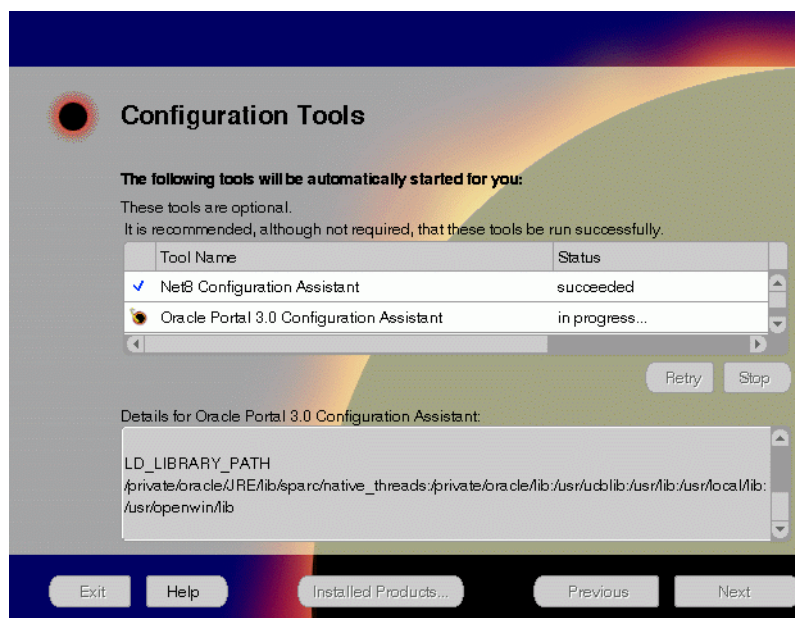 Configuration Tools
The following tools will be automatically started for you:
These tools are optional.
It is recommended, although not required, that these tools be run successfully.
Tool Name Status
Net8 Configuration Assistant succeeded
Oracle Portal 3.0 Configuration Assistant in progress...
Retry Stop
Details for Oracle Portal 3.0 Configuration Assistant:
LD_LIBRARY_PATH
/private/oracle/JRE/lib/sparc/native_threads:/private/oracle/lib:/usr/ucblib:/usr/lib:/usr/local/lib:
/usr/openwin/lib
Exit Help Installed Products... Previous Next